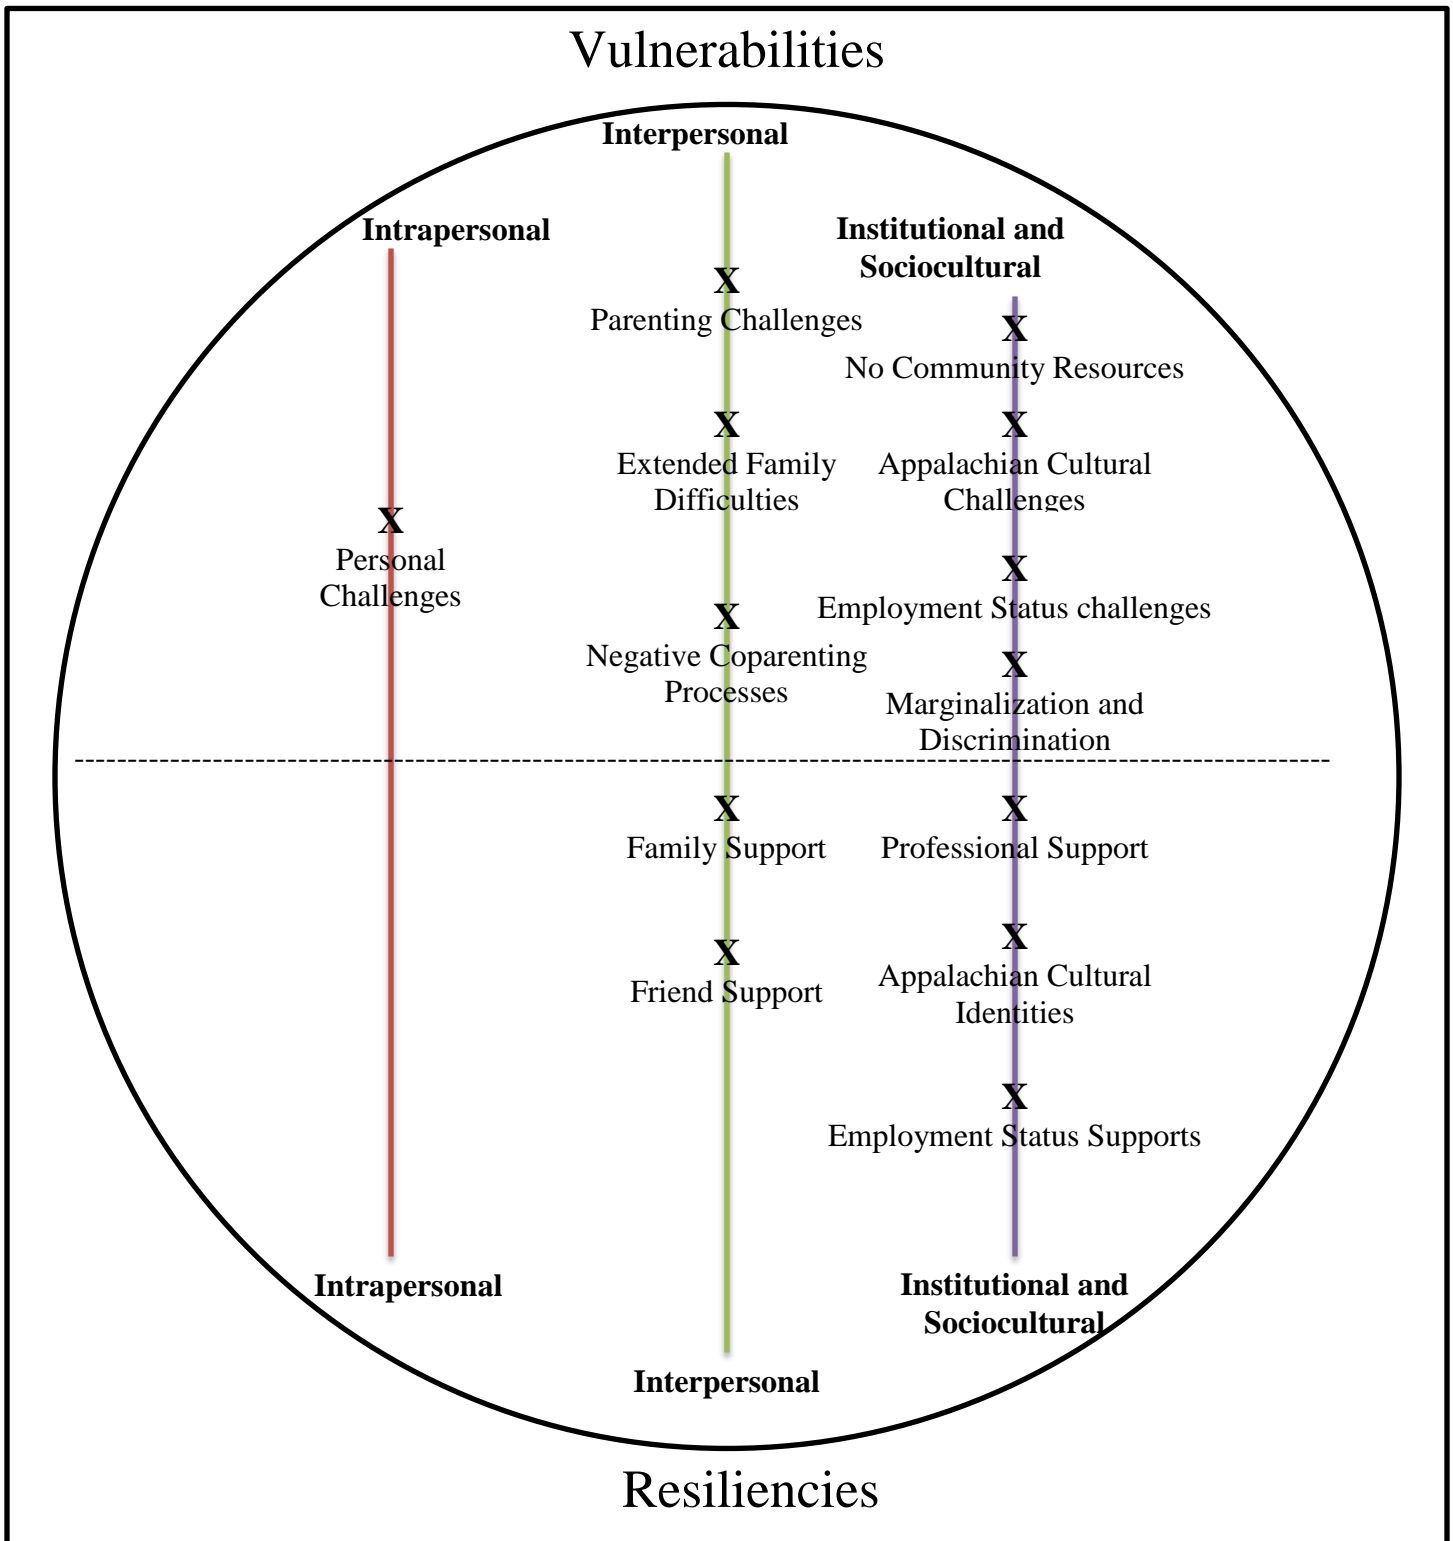 Vulnerabilities
Interpersonal
Intrapersonal
Institutional and
Sociocultural
X
Parenting Challenges
X
No Community Resources
X
Extended Family
Difficulties
X
Appalachian Cultural
Challenges
X
Personal
Challenges
X
Employment Status challenges
X
Negative Coparenting
Processes
X
Marginalization and
Discrimination
X
Family Support
X
Professional Support
X
Friend Support
X
Appalachian Cultural
Identities
X
Employment Status Supports
Intrapersonal
Institutional and
Sociocultural
Interpersonal
Resiliencies